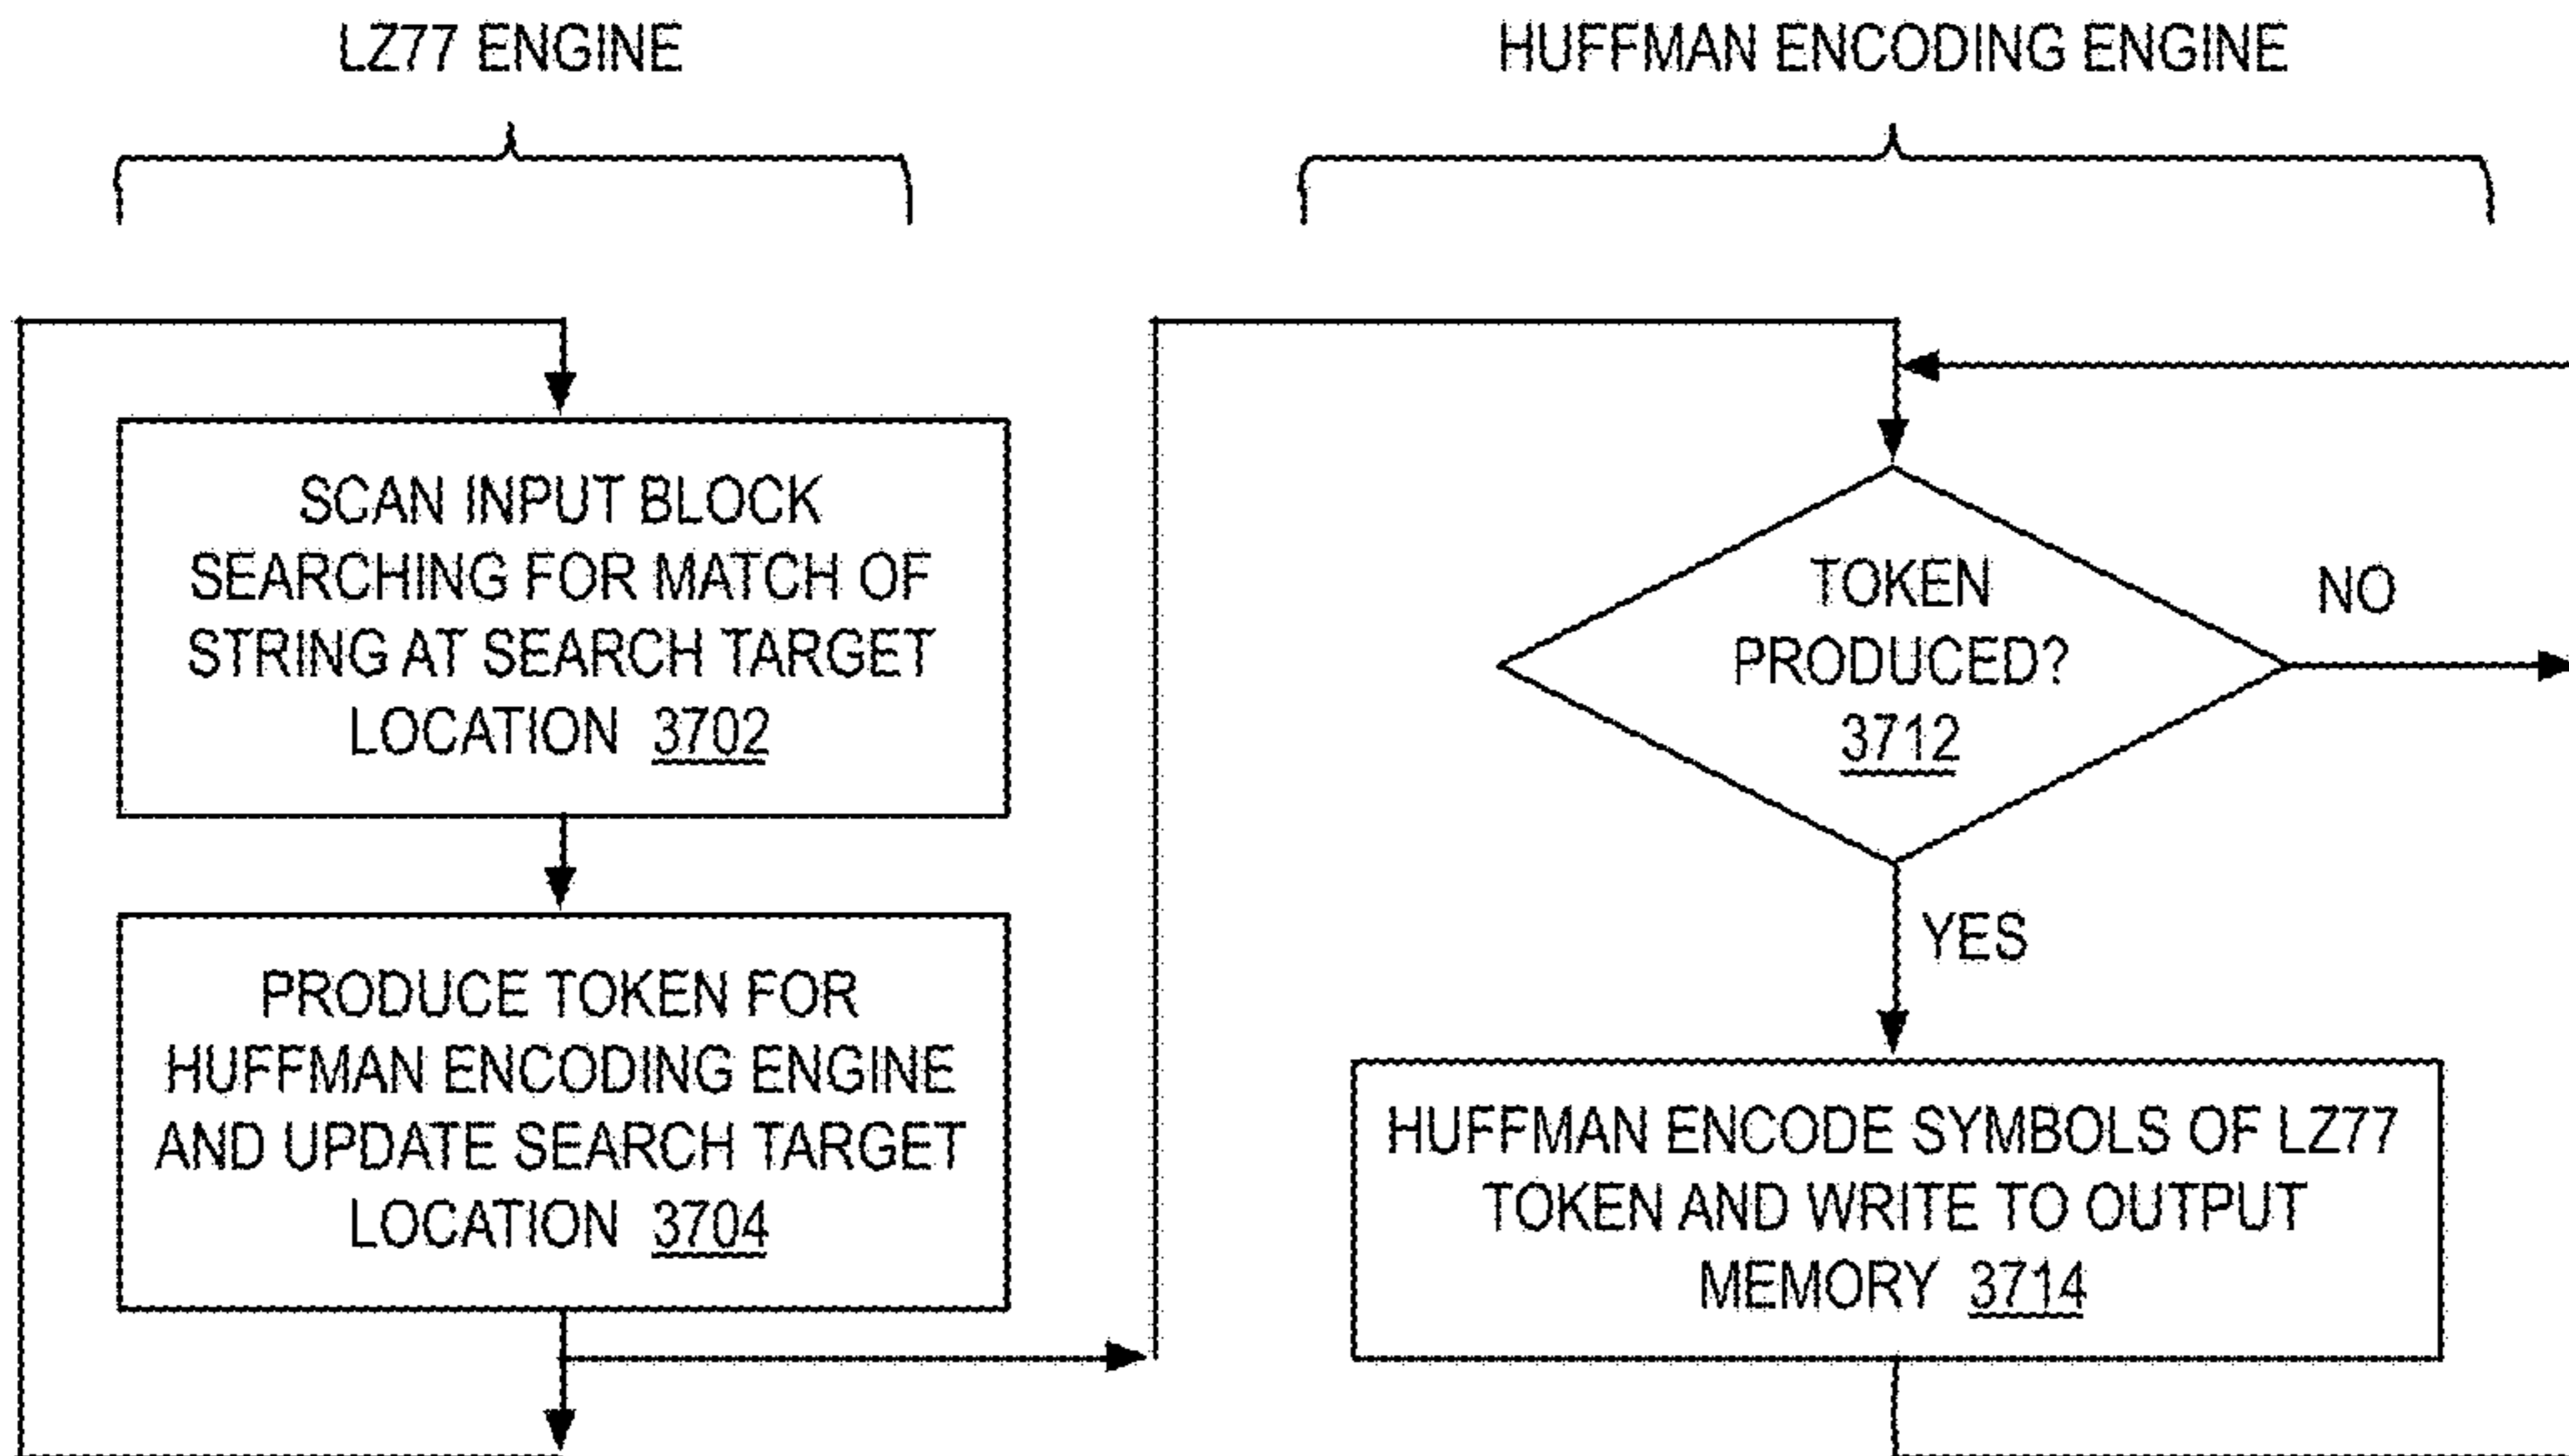 LZ77 ENGINE
HUFFMAN ENCODING ENGINE
SCAN INPUT BLOCK
SEARCHING FOR MATCH OF
STRING AT SEARCH TARGET
LOCATION 3702
PRODUCE TOKEN FOR
HUFFMAN ENCODING ENGINE
AND UPDATE SEARCH TARGET
LOCATION 3704
TOKEN
PRODUCED?
3712
NO
YES
HUFFMAN ENCODE SYMBOLS OF LZ77
TOKEN AND WRITE TO OUTPUT
MEMORY 3714